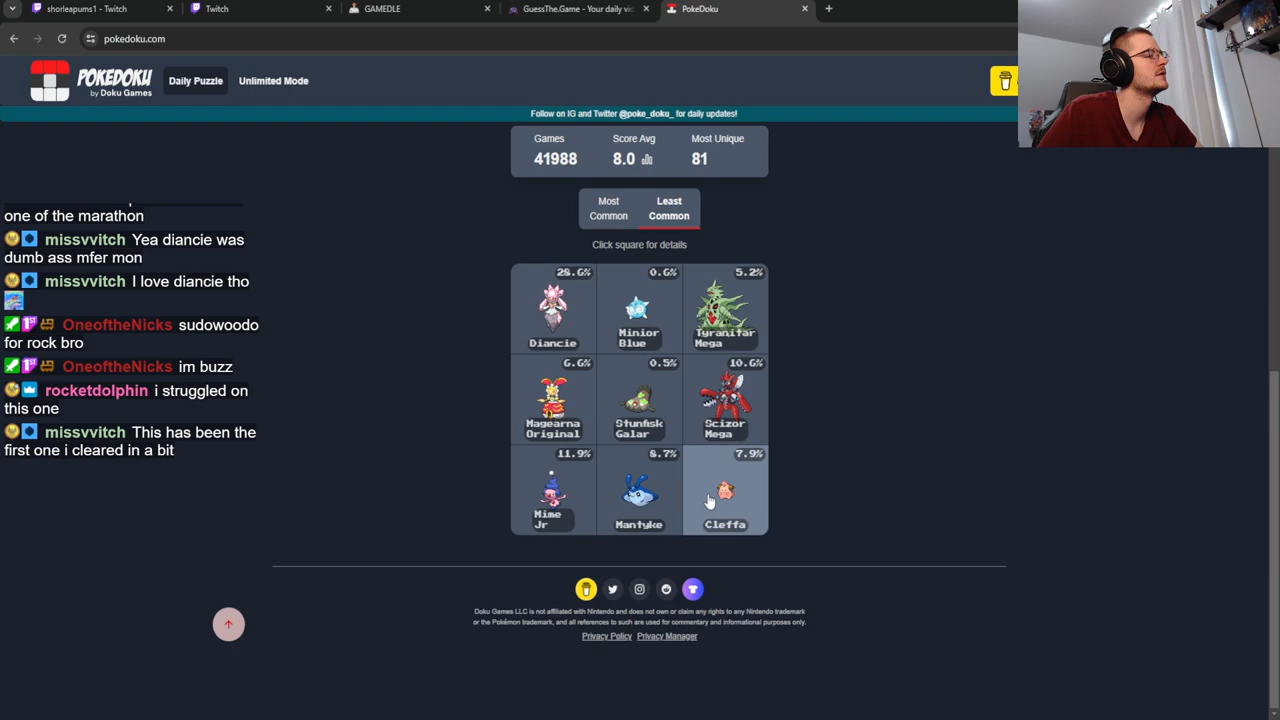 shorleapums1 - Twitch
Twitch
GAMEDLE
GuessThe.Game - Your daily vi
PokeDoku
pokedoku.com
POKEDOKU
by Doku Games
Daily Puzzle
Unlimited Mode
Follow on IG and Twitter @poke_doku_ for daily updates!
Games
Score Avg
Most Unique
41988
8.0
81
Most Common
Least Common
Click square for details
28.6%
Diancie
0.6%
Minior Blue
5.2%
Tyranitar Mega
6.6%
Magearna Original
0.5%
Stunfisk Galar
10.6%
Scizor Mega
11.9%
Mime Jr
8.7%
Mantyke
7.9%
Cleffa
one of the marathon
missvvitch Yea diancie was
dumb ass mfer mon
missvvitch I love diancie tho
OneoftheNicks sudowoodo
for rock bro
OneoftheNicks im buzz
rocketdolphin i struggled on
this one
missvvitch This has been the
first one i cleared in a bit
Doku Games LLC is not affiliated with Nintendo and does not own or claim any rights to any Nintendo trademark
or the Pokémon trademark, and all references to such are used for commentary and informational purposes only.
Privacy Policy Privacy Manager